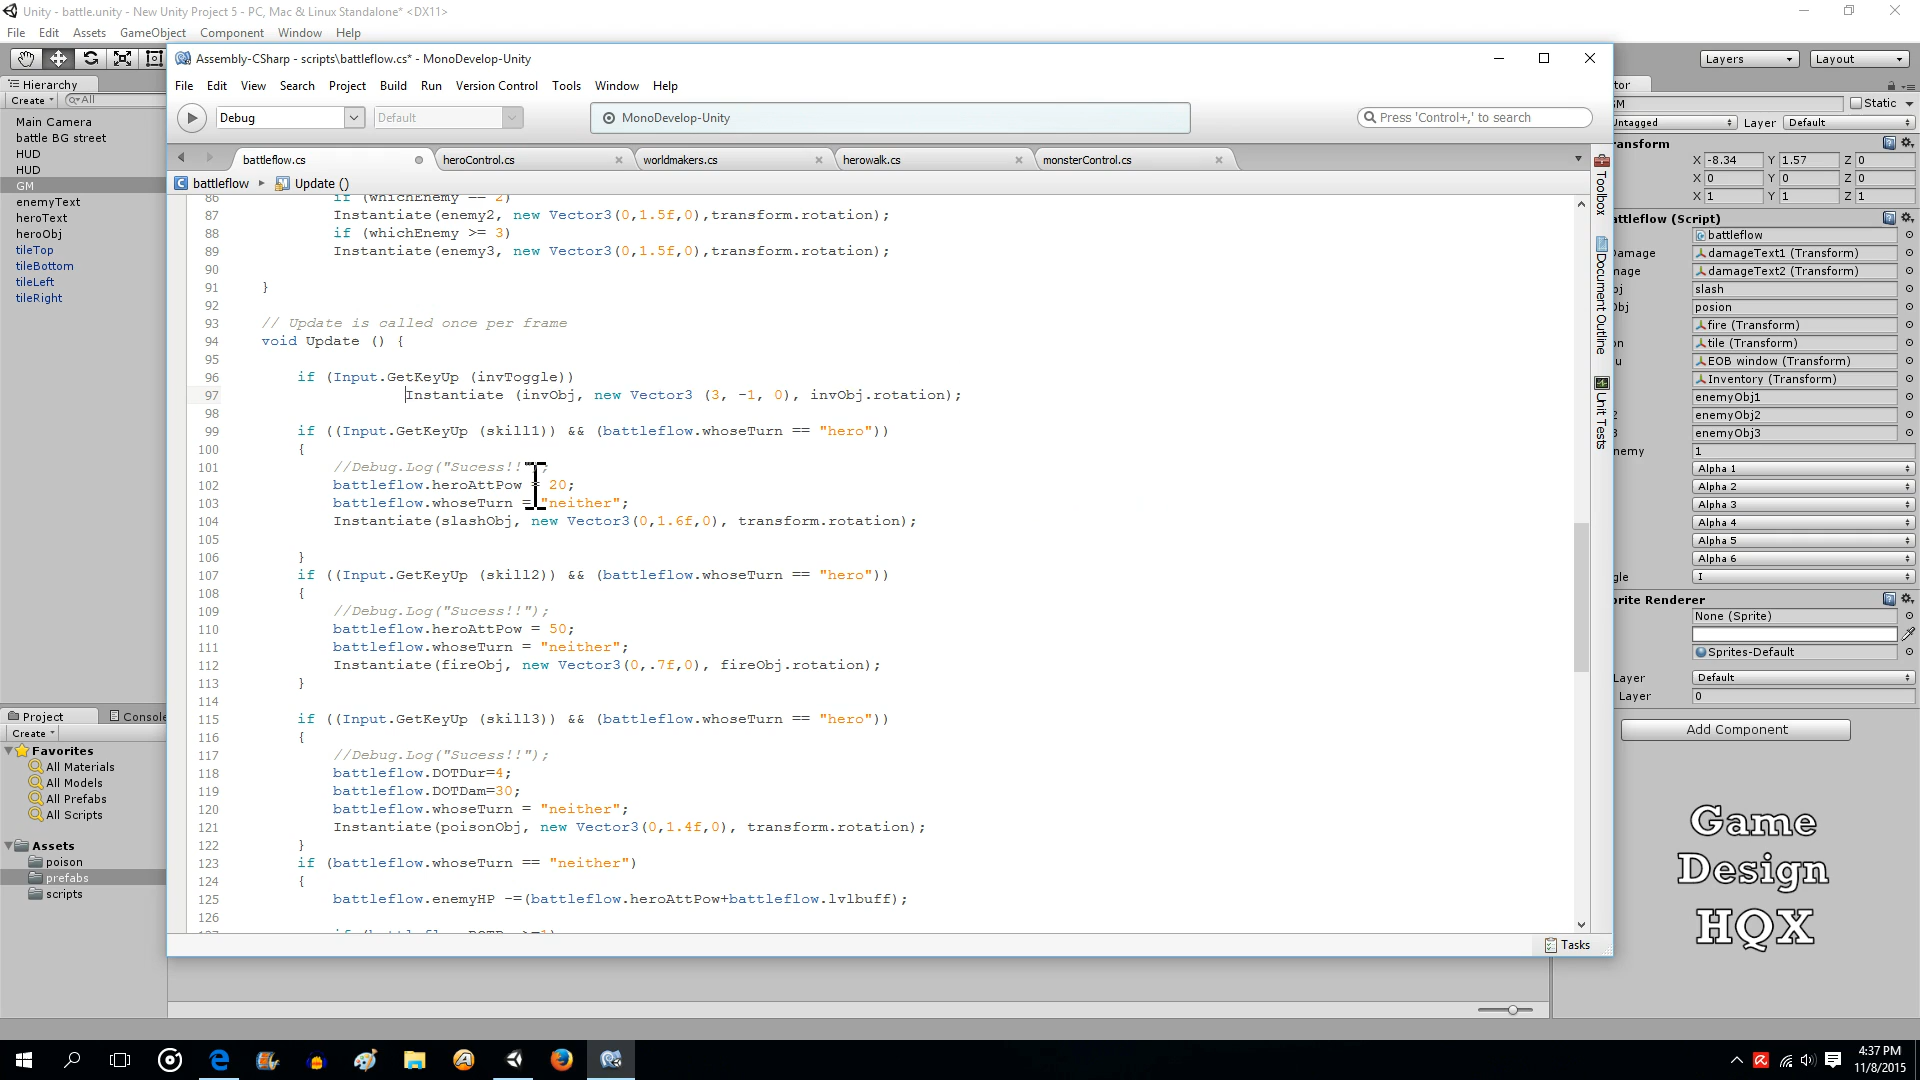 Unity - battle.unity - New Unity Project 5 - PC, Mac & Linux Standalone* <DX11>
File Edit Assets GameObject Component Window Help
Layers
Layout
Assembly-CSharp - scripts\battleflow.cs* - MonoDevelop-Unity
File Edit View Search Project Build Run Version Control Tools Window Help
Debug
Default
MonoDevelop-Unity
Press 'Control+,' to search
battleflow.cs
heroControl.cs
worldmakers.cs
herowalk.cs
monsterControl.cs
battleflow
Update ()
86 if (whichEnemy == 2)
87 Instantiate(enemy2, new Vector3(0,1.5f,0),transform.rotation);
88 if (whichEnemy >= 3)
89 Instantiate(enemy3, new Vector3(0,1.5f,0),transform.rotation);
90
91 }
92
93 // Update is called once per frame
94 void Update () {
95
96 if (Input.GetKeyUp (invToggle))
97 Instantiate (invObj, new Vector3 (3, -1, 0), invObj.rotation);
98
99 if ((Input.GetKeyUp (skill1)) && (battleflow.whoseTurn == "hero"))
100 {
101 //Debug.Log("Sucess!!");
102 battleflow.heroAttPow = 20;
103 battleflow.whoseTurn = "neither";
104 Instantiate(slashObj, new Vector3(0,1.6f,0), transform.rotation);
105
106 }
107 if ((Input.GetKeyUp (skill2)) && (battleflow.whoseTurn == "hero"))
108 {
109 //Debug.Log("Sucess!!");
110 battleflow.heroAttPow = 50;
111 battleflow.whoseTurn = "neither";
112 Instantiate(fireObj, new Vector3(0,.7f,0), fireObj.rotation);
113 }
114
115 if ((Input.GetKeyUp (skill3)) && (battleflow.whoseTurn == "hero"))
116 {
117 //Debug.Log("Sucess!!");
118 battleflow.DOTDur=4;
119 battleflow.DOTDam=30;
120 battleflow.whoseTurn = "neither";
121 Instantiate(poisonObj, new Vector3(0,1.4f,0), transform.rotation);
122 }
123 if (battleflow.whoseTurn == "neither")
124 {
125 battleflow.enemyHP -=(battleflow.heroAttPow+battleflow.lvlbuff);
126
Tasks
Toolbox
Document Outline
Unit Tests
Hierarchy
Create
All
Main Camera
battle BG street
HUD
HUD
GM
enemyText
heroText
heroObj
tileTop
tileBottom
tileLeft
tileRight
Project
Console
Create
Favorites
All Materials
All Models
All Prefabs
All Scripts
Assets
poison
prefabs
scripts
tor
GM
Static
Untagged
Layer Default
ansform
X -8.34 Y 1.57 Z 0
X 0 Y 0 Z 0
X 1 Y 1 Z 1
attleflow (Script)
battleflow
Damage damageText1 (Transform)
mage damageText2 (Transform)
bj slash
Obj posion
fire (Transform)
on tile (Transform)
u EOB window (Transform)
Inventory (Transform)
enemyObj1
2 enemyObj2
3 enemyObj3
nemy 1
Alpha 1
Alpha 2
Alpha 3
Alpha 4
Alpha 5
Alpha 6
gle I
prite Renderer
None (Sprite)
Sprites-Default
Layer Default
Layer 0
Add Component
Game
Design
HQX
4:37 PM
11/8/2015